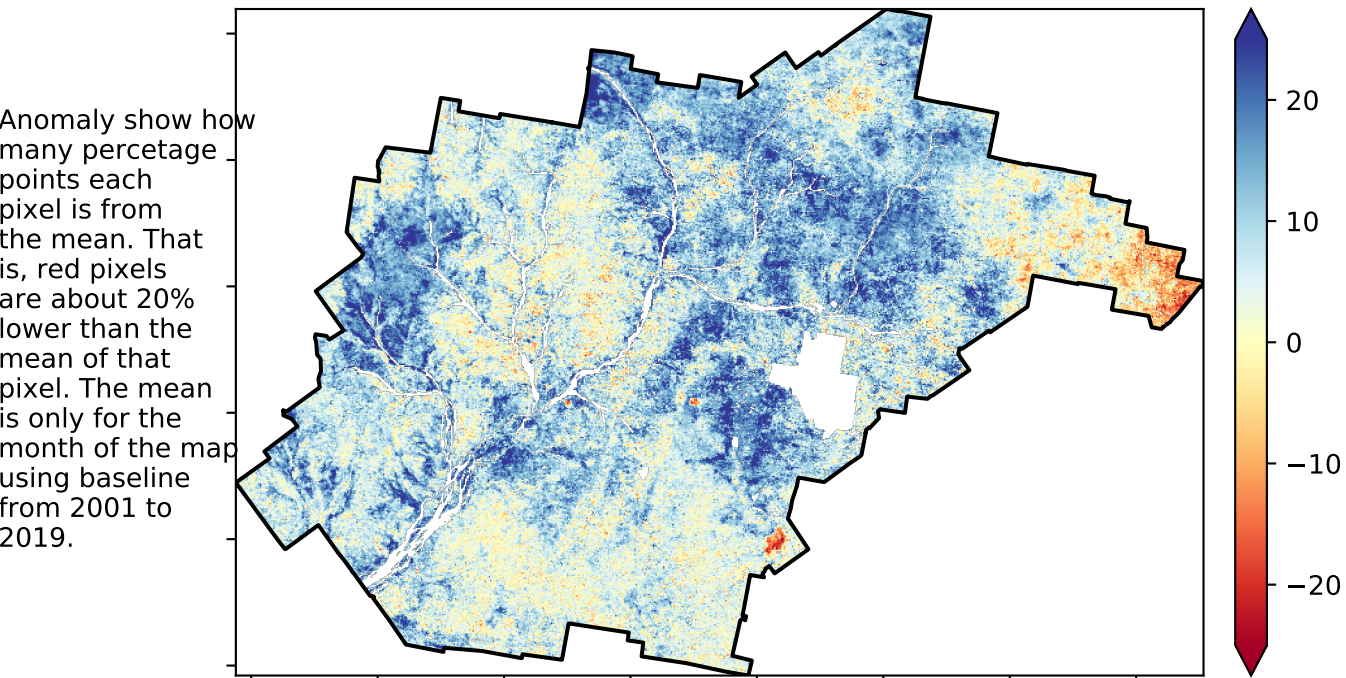 Anomaly show how
many percetage
points each
pixel is from
the mean. That
is, red pixels
are about 20%
lower than the
mean of that
pixel. The mean
is only for the
month of the map
using baseline
from 2001 to
2019.
20
10
0
−10
−20